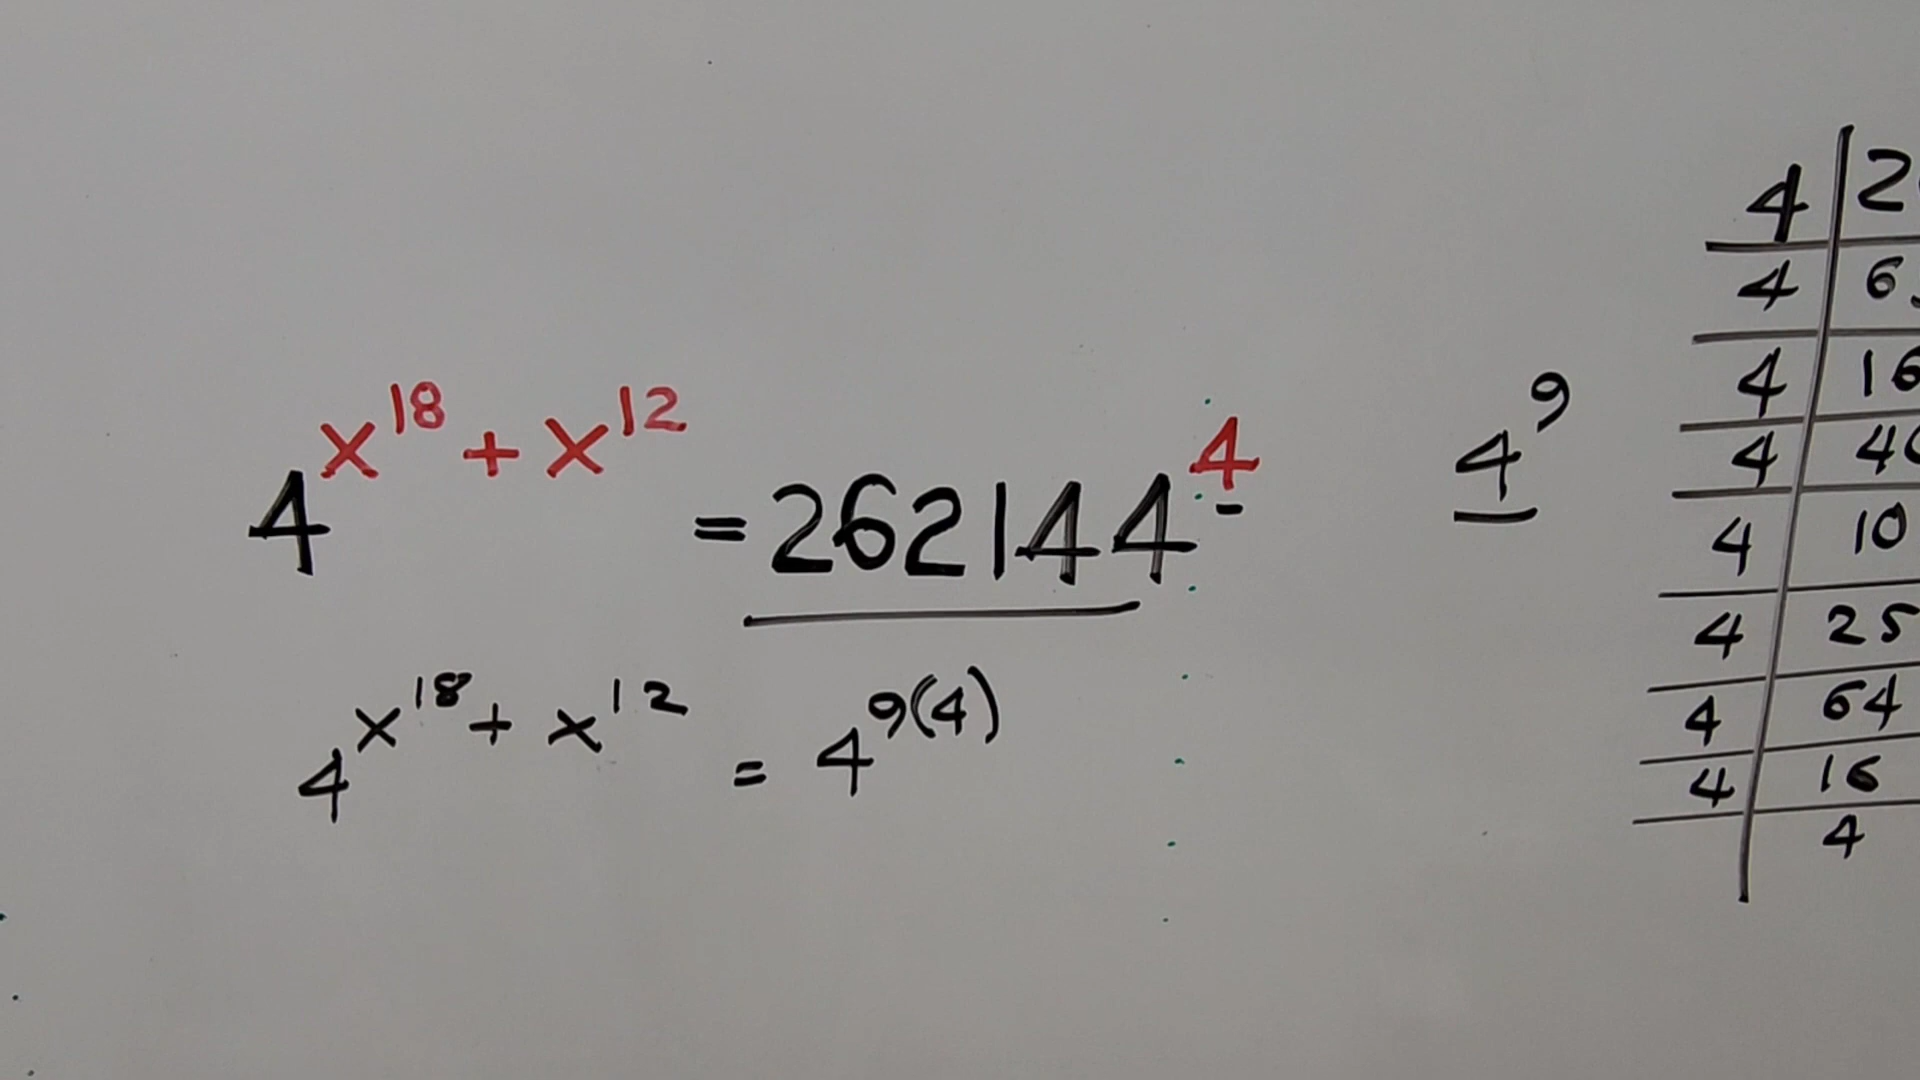 4^{x^{18} + x^{12}} = 262144^{4}
4^{x^{18} + x^{12}} = 4^{9(4)}
4^{9}
4 | 2
4 | 6
4 | 16
4 | 4
4 | 10
4 | 25
4 | 64
4 | 16
4